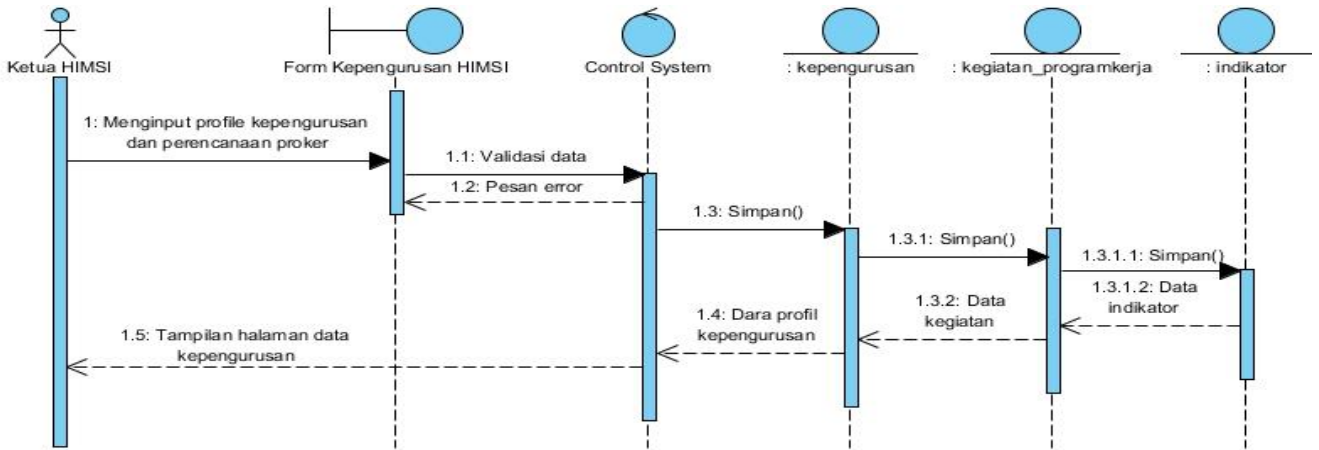 Ketua HIMSI
Form Kepengurusan HIMSI
Control System
: kepengurusan
: kegiatan_programkerja
: indikator
1: Menginput profile kepengurusan
dan perencanaan proker
1.1: Validasi data
1.2: Pesan error
1.3: Simpan()
1.3.1: Simpan()
1.3.1.1: Simpan()
1.3.1.2: Data
indikator
1.3.2: Data
kegiatan
1.4: Dara profil
kepengurusan
1.5: Tampilan halaman data
kepengurusan